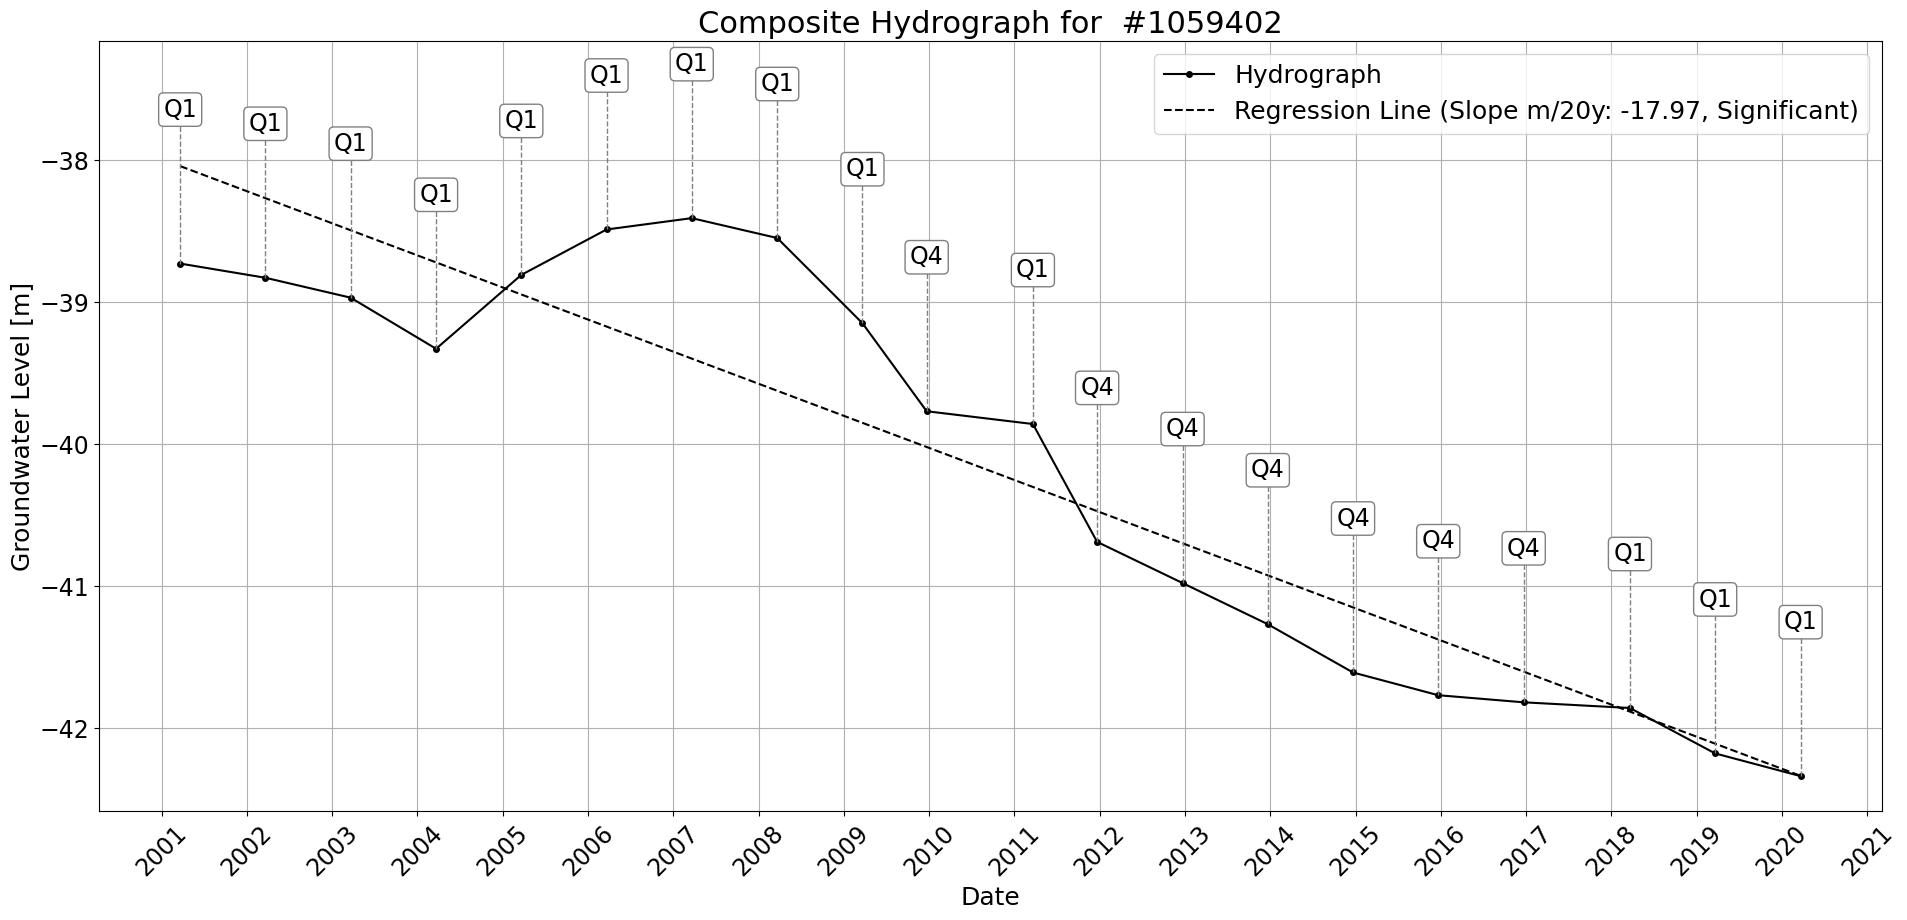 Composite Hydrograph for  #1059402
Hydrograph
Regression Line (Slope m/20y: -17.97, Significant)
Q1
Q1
Q1
Q1
Q1
Q1
Q1
Q1
Q1
Q4
Q1
Q4
Q4
Q4
Q4
Q4
Q4
Q1
Q1
Q1
Groundwater Level [m]
−38
−39
−40
−41
−42
2001
2002
2003
2004
2005
2006
2007
2008
2009
2010
2011
2012
2013
2014
2015
2016
2017
2018
2019
2020
2021
Date